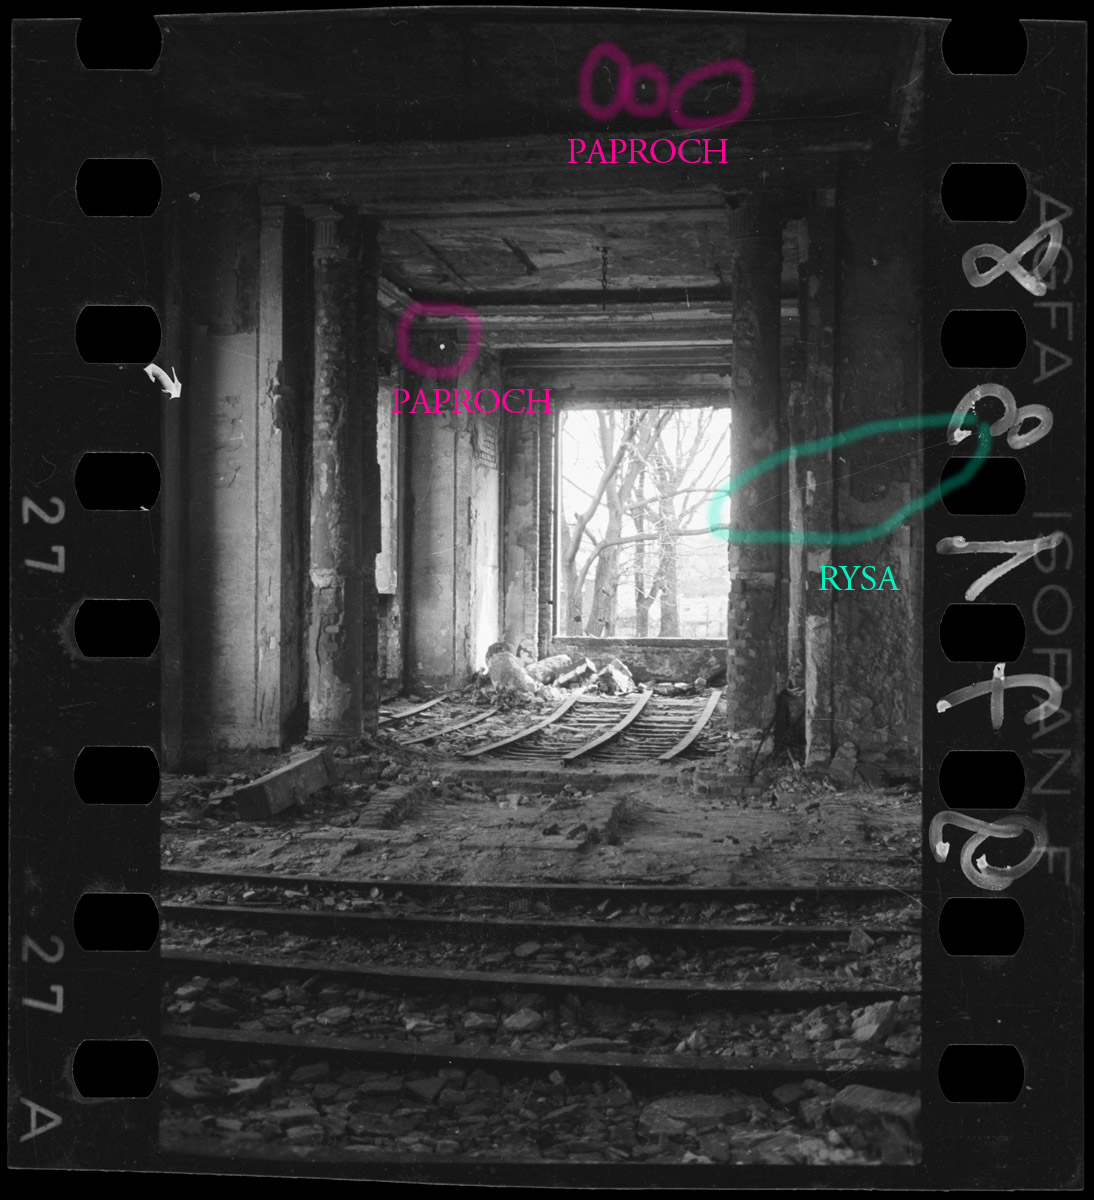 PAPROCH
PAPROCH
RYSA
AGFA ISOPAN F
27
27 A